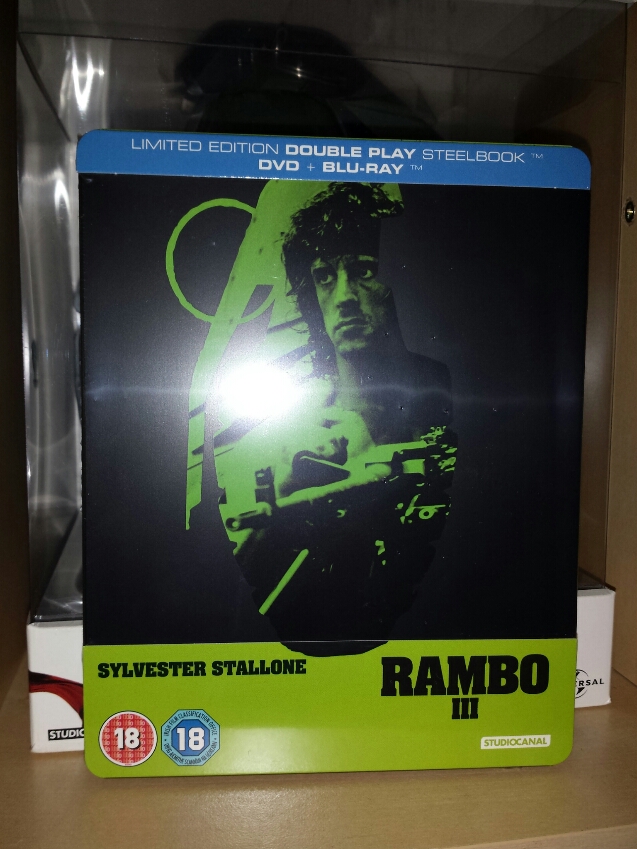 LIMITED EDITION DOUBLE PLAY STEELBOOK ™
DVD + BLU-RAY ™
SYLVESTER STALLONE
RAMBO
III
18
18
STUDIOCANAL